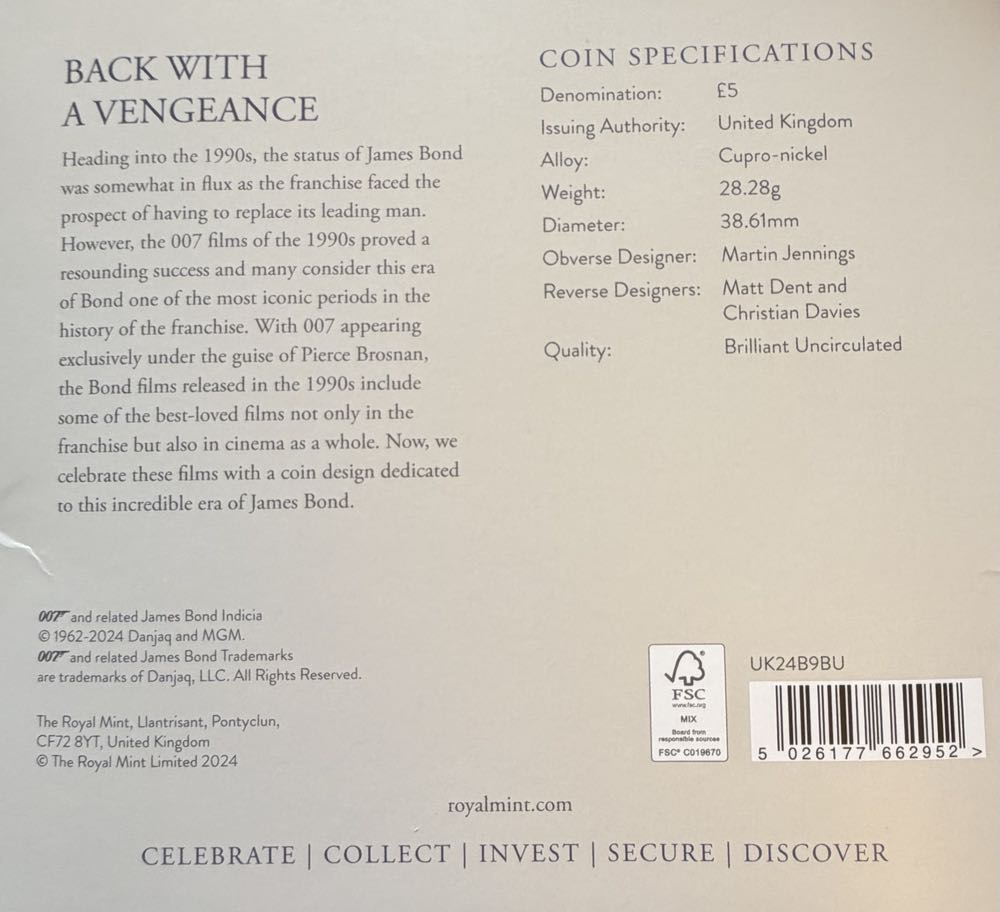 BACK WITH
A VENGEANCE
Heading into the 1990s, the status of James Bond
was somewhat in flux as the franchise faced the
prospect of having to replace its leading man.
However, the 007 films of the 1990s proved a
resounding success and many consider this era
of Bond one of the most iconic periods in the
history of the franchise. With 007 appearing
exclusively under the guise of Pierce Brosnan,
the Bond films released in the 1990s include
some of the best-loved films not only in the
franchise but also in cinema as a whole. Now, we
celebrate these films with a coin design dedicated
to this incredible era of James Bond.
COIN SPECIFICATIONS
Denomination: £5
Issuing Authority: United Kingdom
Alloy: Cupro-nickel
Weight: 28.28g
Diameter: 38.61mm
Obverse Designer: Martin Jennings
Reverse Designers: Matt Dent and
Christian Davies
Quality: Brilliant Uncirculated
007 and related James Bond Indicia
© 1962-2024 Danjaq and MGM.
007 and related James Bond Trademarks
are trademarks of Danjaq, LLC. All Rights Reserved.
The Royal Mint, Llantrisant, Pontyclun,
CF72 8YT, United Kingdom
© The Royal Mint Limited 2024
FSC
www.fsc.org
MIX
Board from
responsible sources
FSC® C019670
UK24B9BU
5 026177 662952 >
royalmint.com
CELEBRATE | COLLECT | INVEST | SECURE | DISCOVER